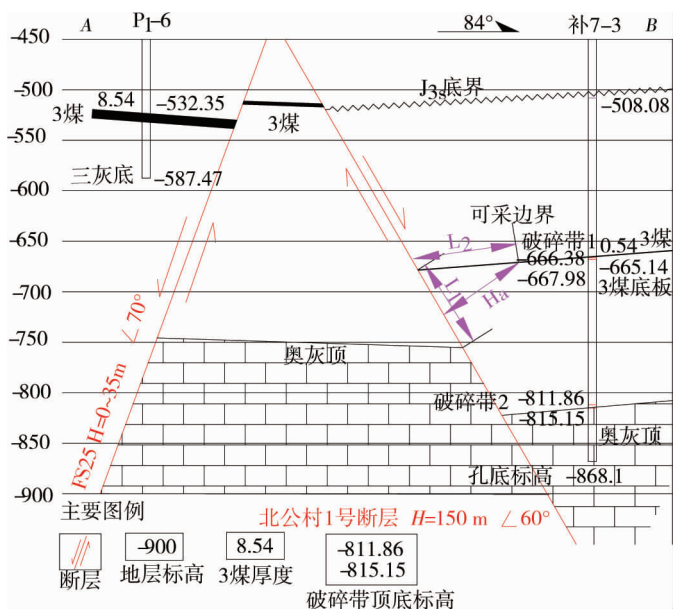 A P1-6 84° 补7-3 B
-450
-500
-550
-600
-650
-700
-750
-800
-850
-900
J3s底界
8.54 -532.35
3煤
3煤
-508.08
三灰底
-587.47
可采边界
破碎带1
0.54 3煤
-666.38
-665.14
-667.98
3煤底板
L2
L1
Ha
∠70°
FS25 H=0~35m
奥灰顶
破碎带2
-811.86
-815.15
奥灰顶
孔底标高
-868.1
北公村1号断层 H=150 m ∠60°
主要图例
断层
-900
地层标高
8.54
3煤厚度
-811.86
-815.15
破碎带顶底标高